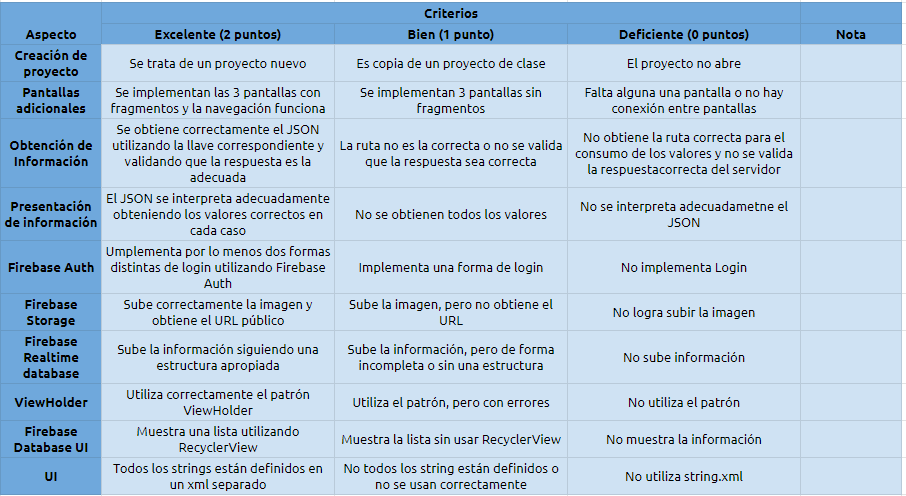 Criterios
Aspecto Excelente (2 puntos) Bien (1 punto) Deficiente (0 puntos) Nota
Creación de
proyecto
Se trata de un proyecto nuevo
Es copia de un proyecto de clase
El proyecto no abre
Pantallas
adicionales
Se implementan las 3 pantallas con
fragmentos y la navegación funciona
Se implementan 3 pantallas sin
fragmentos
Falta alguna una pantalla o no hay
conexión entre pantallas
Obtención de
Información
Se obtiene correctamente el JSON
utilizando la llave correspondiente y
validando que la respuesta es la
adecuada
La ruta no es la correcta o no se valida
que la respuesta sea correcta
No obtiene la ruta correcta para el
consumo de los valores y no se valida
la respuestacorrecta del servidor
Presentación
de información
El JSON se interpreta adecuadamente
obteniendo los valores correctos en
cada caso
No se obtienen todos los valores
No se interpreta adecuadametne el
JSON
Firebase Auth
Umplementa por lo menos dos formas
distintas de login utilizando Firebase
Auth
Implementa una forma de login
No implementa Login
Firebase
Storage
Sube correctamente la imagen y
obtiene el URL público
Sube la imagen, pero no obtiene el
URL
No logra subir la imagen
Firebase
Realtime
database
Sube la información siguiendo una
estructura apropiada
Sube la información, pero de forma
incompleta o sin una estructura
No sube información
ViewHolder
Utiliza correctamente el patrón
ViewHolder
Utiliza el patrón, pero con errores
No utiliza el patrón
Firebase
Database UI
Muestra una lista utilizando
RecyclerView
Muestra la lista sin usar RecyclerView
No muestra la información
UI
Todos los strings están definidos en
un xml separado
No todos los string están definidos o
no se usan correctamente
No utiliza string.xml